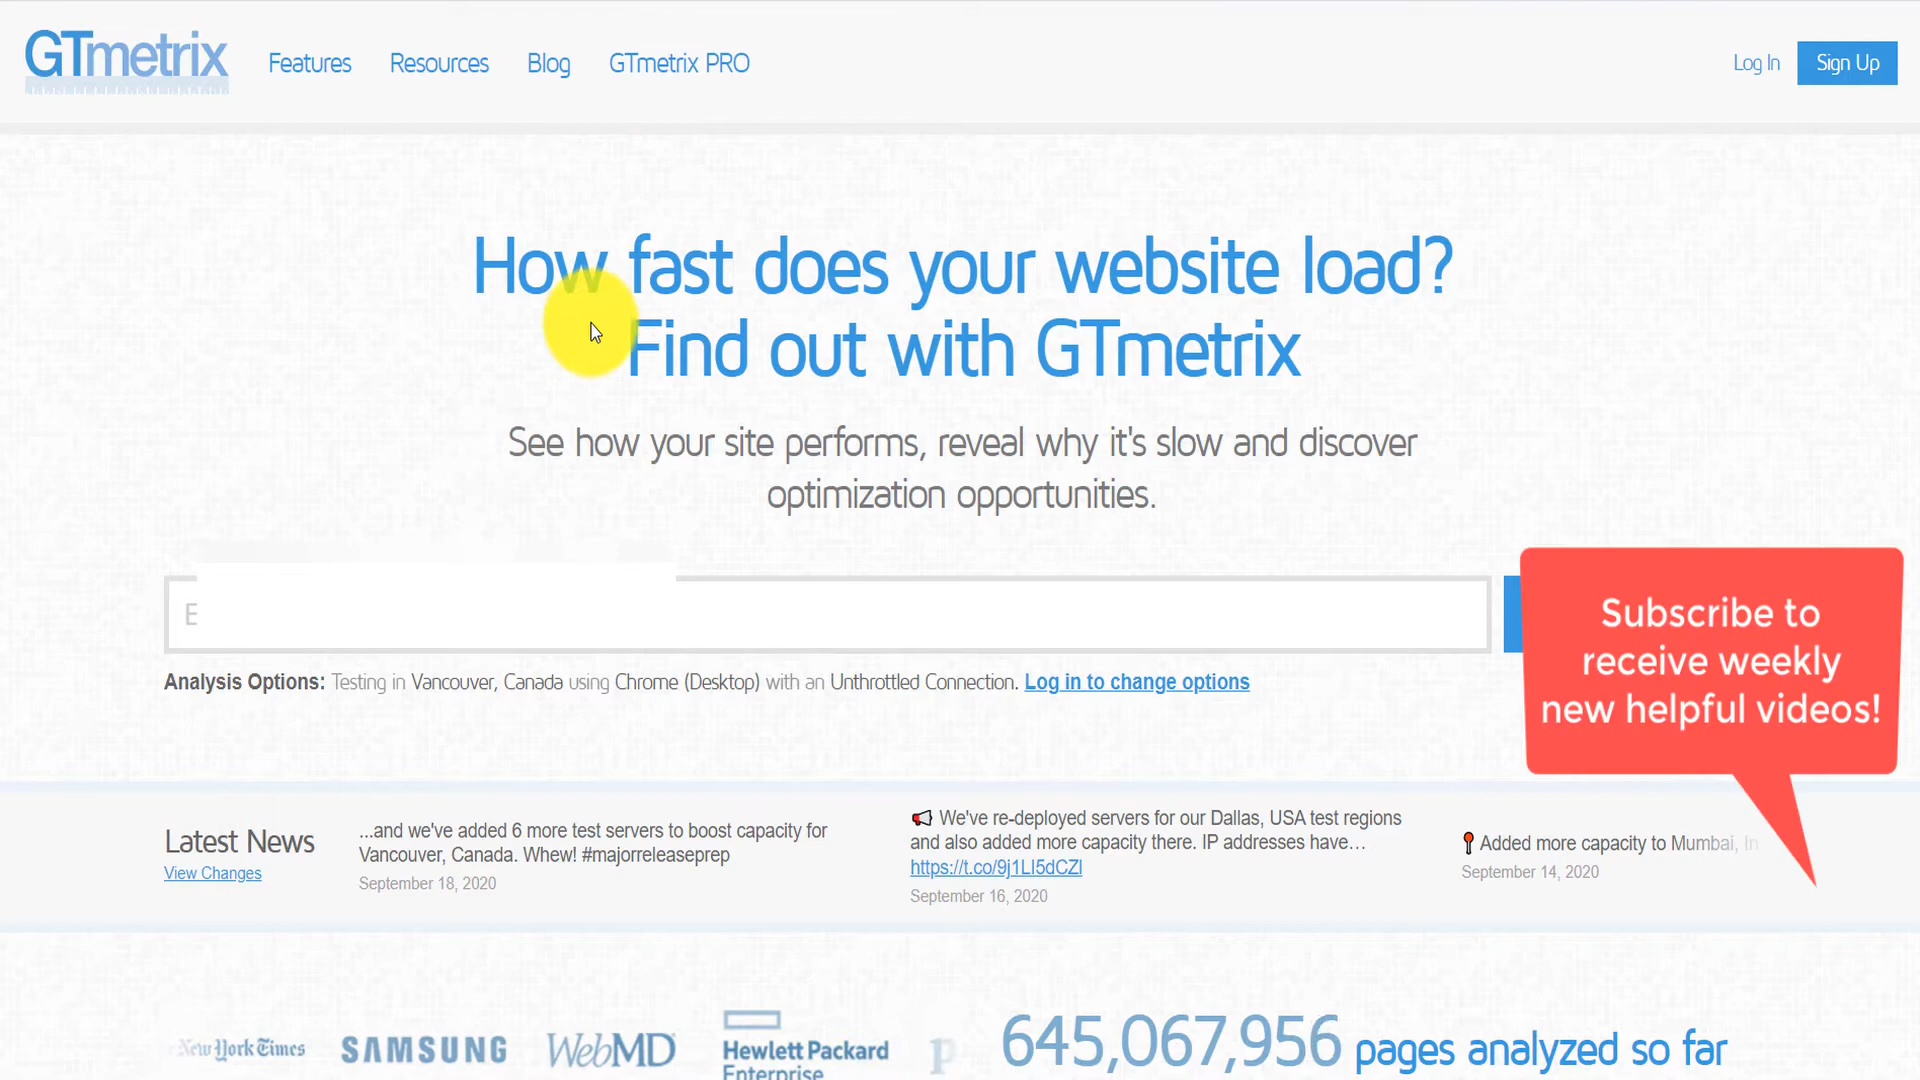 GTmetrix
Features
Resources
Blog
GTmetrix PRO
Log In
Sign Up
How fast does your website load?
Find out with GTmetrix
See how your site performs, reveal why it's slow and discover
optimization opportunities.
E
Analysis Options: Testing in Vancouver, Canada using Chrome (Desktop) with an Unthrottled Connection. Log in to change options
Subscribe to
receive weekly
new helpful videos!
Latest News
View Changes
...and we've added 6 more test servers to boost capacity for
Vancouver, Canada. Whew! #majorreleaseprep
September 18, 2020
We've re-deployed servers for our Dallas, USA test regions
and also added more capacity there. IP addresses have…
September 16, 2020
Added more capacity to Mumbai, In
September 14, 2020
New York Times
SAMSUNG
WebMD
Hewlett Packard
Enterprise
p
645,067,956 pages analyzed so far